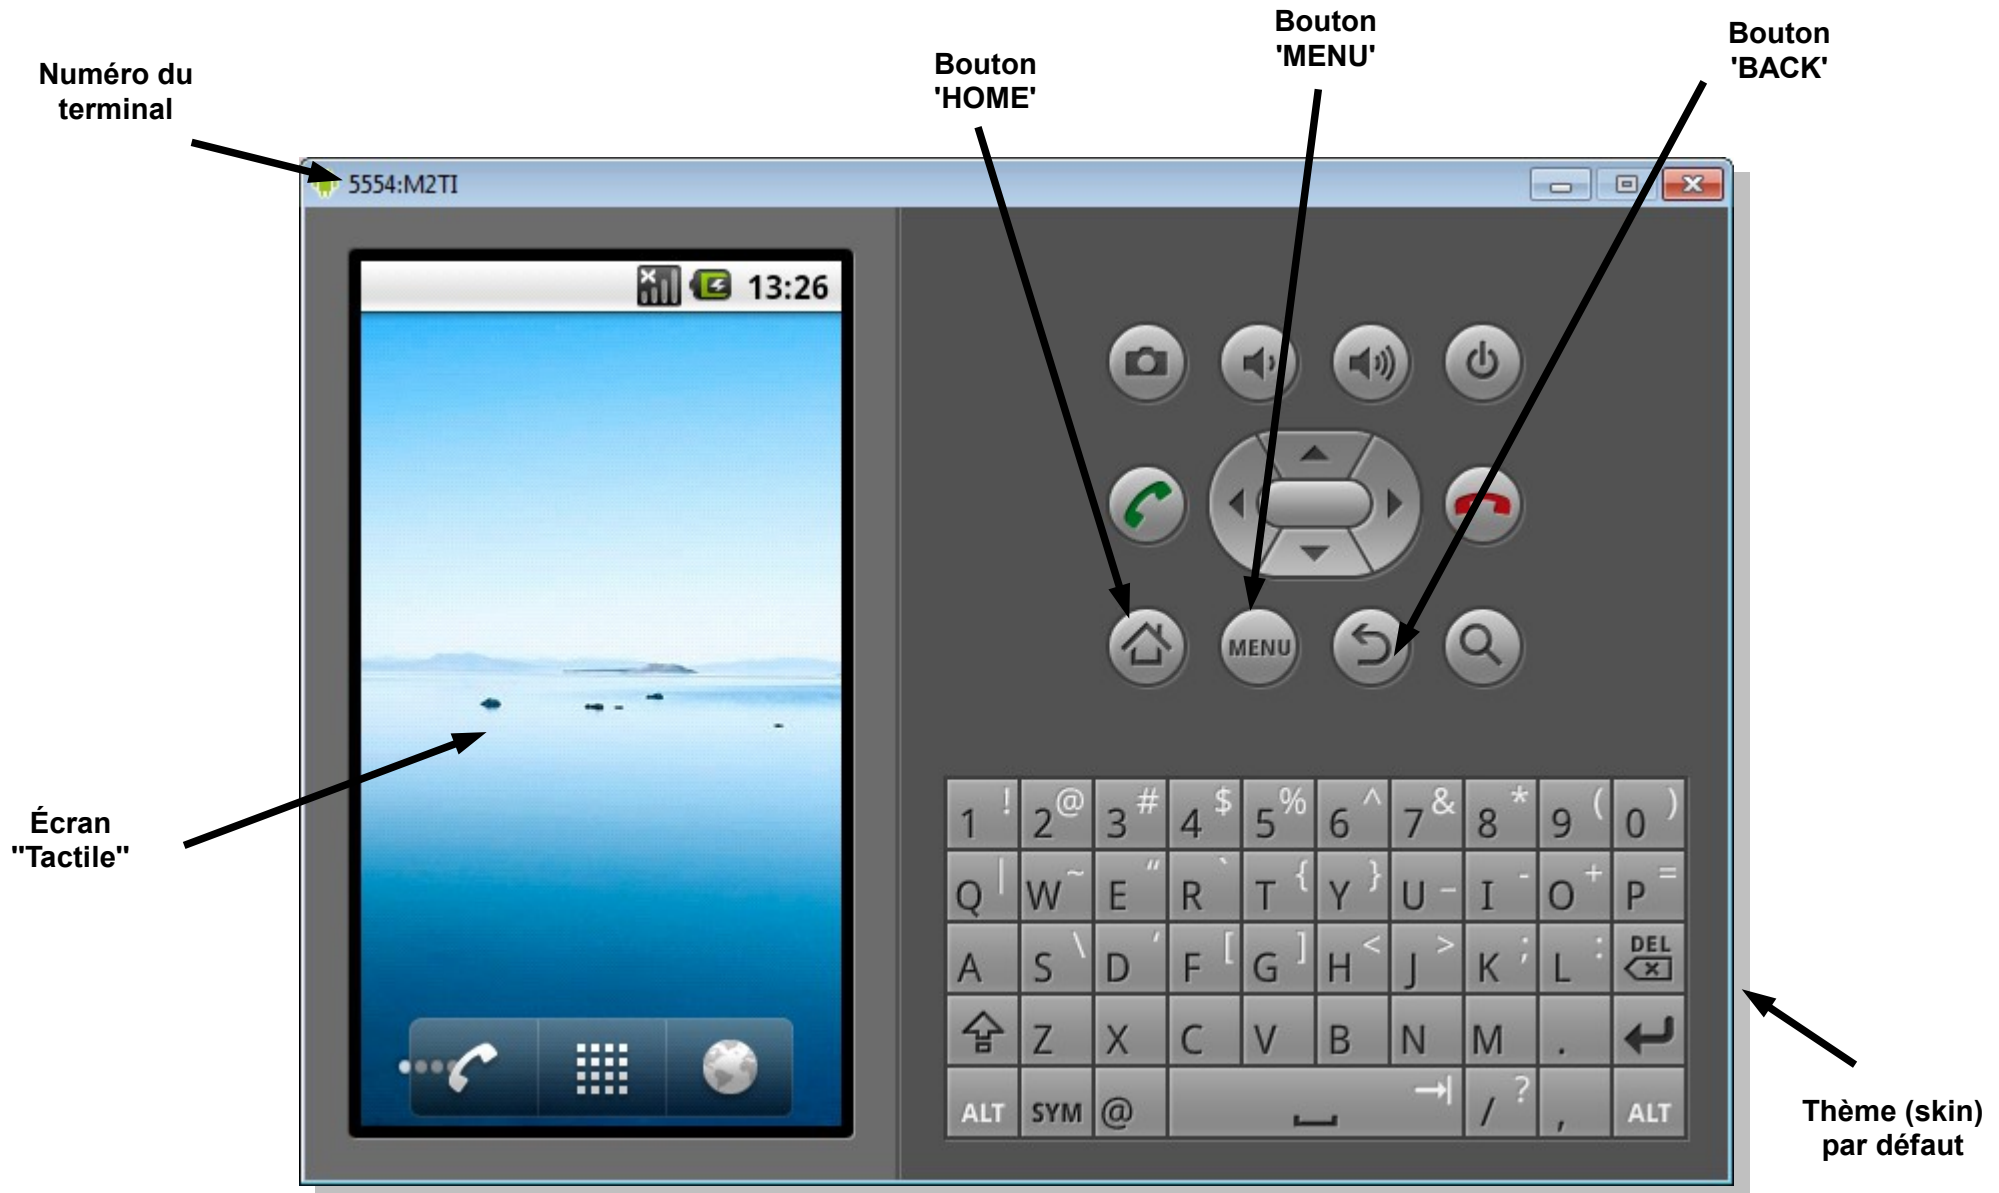 Bouton
'MENU'
Bouton
'BACK'
Bouton
'HOME'
Numéro du
terminal
5554:M2TI
13:26
MENU
1 ! 2 @ 3 # 4 $ 5 % 6 ^ 7 & 8 * 9 ( 0 )
Q | W ~ E “ R ` T { Y } U _ I - O + P =
A S \ D ‘ F [ G ] H < J > K ; L : DEL
Z X C V B N M .
ALT SYM @ / ? , ALT
Écran
"Tactile"
Thème (skin)
par défaut